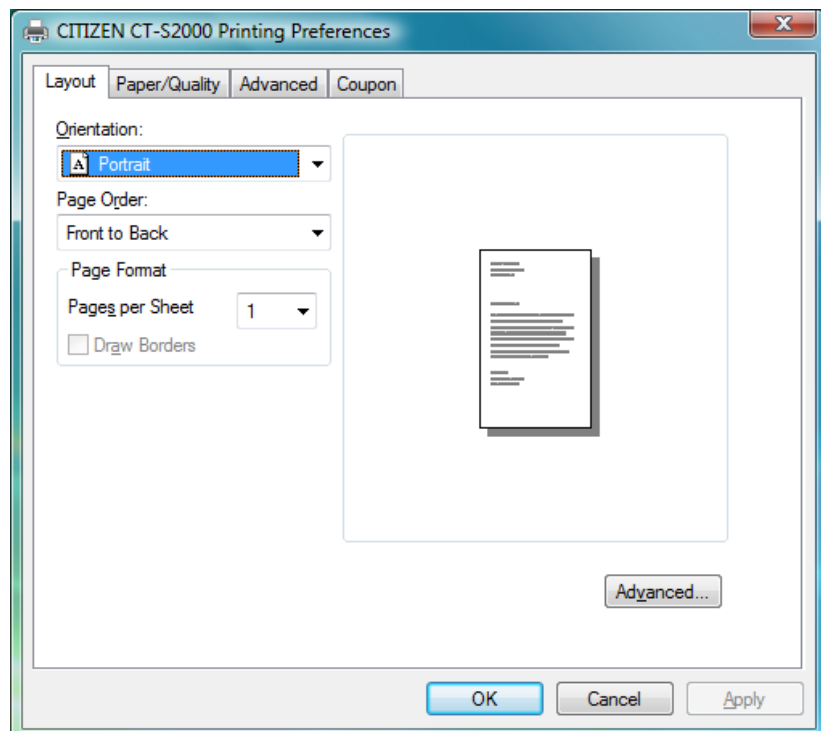 CITIZEN CT-S2000 Printing Preferences
X
Layout Paper/Quality Advanced Coupon
Orientation:
A Portrait
Page Order:
Front to Back
Page Format
Pages per Sheet 1
Draw Borders
Advanced...
OK Cancel Apply